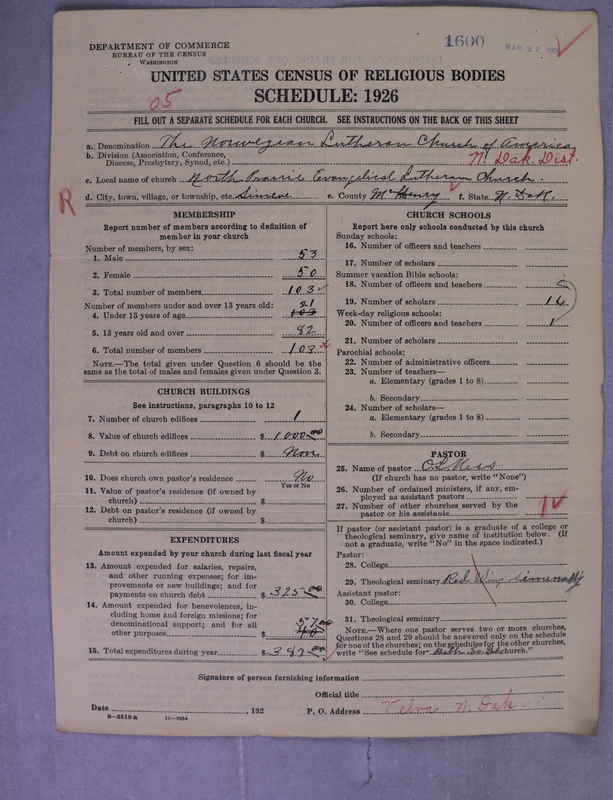 DEPARTMENT OF COMMERCE
BUREAU OF THE CENSUS
WASHINGTON
1600
MAR 22
UNITED STATES CENSUS OF RELIGIOUS BODIES
SCHEDULE: 1926
05
FILL OUT A SEPARATE SCHEDULE FOR EACH CHURCH. SEE INSTRUCTIONS ON THE BACK OF THIS SHEET
a. Denomination The Norwegian Lutheran Church of America
b. Division (Association, Conference, Diocese, Presbytery, Synod, etc.) N. Dak. Dist.
c. Local name of church North Prairie Evangelical Lutheran Church.
R
d. City, town, village, or township, etc. e. County McHenry f. State N. Dak.
MEMBERSHIP
Report number of members according to definition of
member in your church
Number of members, by sex:
1. Male 53
2. Female 50
3. Total number of members 103
Number of members under and over 13 years old:
21
4. Under 13 years of age 103
5. 13 years old and over 82
6. Total number of members 103
NOTE.—The total given under Question 6 should be the
same as the total of males and females given under Question 3.
CHURCH BUILDINGS
See instructions, paragraphs 10 to 12
7. Number of church edifices 1
8. Value of church edifices $ 1000.00
9. Debt on church edifices $ None
10. Does church own pastor's residence No
Yes or No
11. Value of pastor's residence (if owned by
church) $
12. Debt on pastor's residence (if owned by
church) $
EXPENDITURES
Amount expended by your church during last fiscal year
13. Amount expended for salaries, repairs,
and other running expenses; for im-
provements or new buildings; and for
payments on church debt $ 325.00
14. Amount expended for benevolences, in-
cluding home and foreign missions; for
denominational support; and for all
other purposes $ 57.00
15. Total expenditures during year $ 382.00
CHURCH SCHOOLS
Report here only schools conducted by this church
Sunday schools:
16. Number of officers and teachers
17. Number of scholars
Summer vacation Bible schools:
18. Number of officers and teachers
19. Number of scholars 16
Week-day religious schools:
20. Number of officers and teachers 1
21. Number of scholars
Parochial schools:
22. Number of administrative officers
23. Number of teachers—
a. Elementary (grades 1 to 8)
b. Secondary
24. Number of scholars—
a. Elementary (grades 1 to 8)
b. Secondary
PASTOR
25. Name of pastor
(If church has no pastor, write "None")
26. Number of ordained ministers, if any, em-
ployed as assistant pastors
27. Number of other churches served by the
pastor or his assistants
If pastor (or assistant pastor) is a graduate of a college or
theological seminary, give name of institution below. (If
not a graduate, write "No" in the space indicated.)
Pastor:
28. College
29. Theological seminary Red Wing
Assistant pastor:
30. College
31. Theological seminary
NOTE.—Where one pastor serves two or more churches,
Questions 28 and 29 should be answered only on the schedule
for one of the churches; on the schedules for the other churches,
write "See schedule for church."
Signature of person furnishing information
Official title
Date , 192 P. O. Address Velva N. Dak.
8—5518 a 11—9084